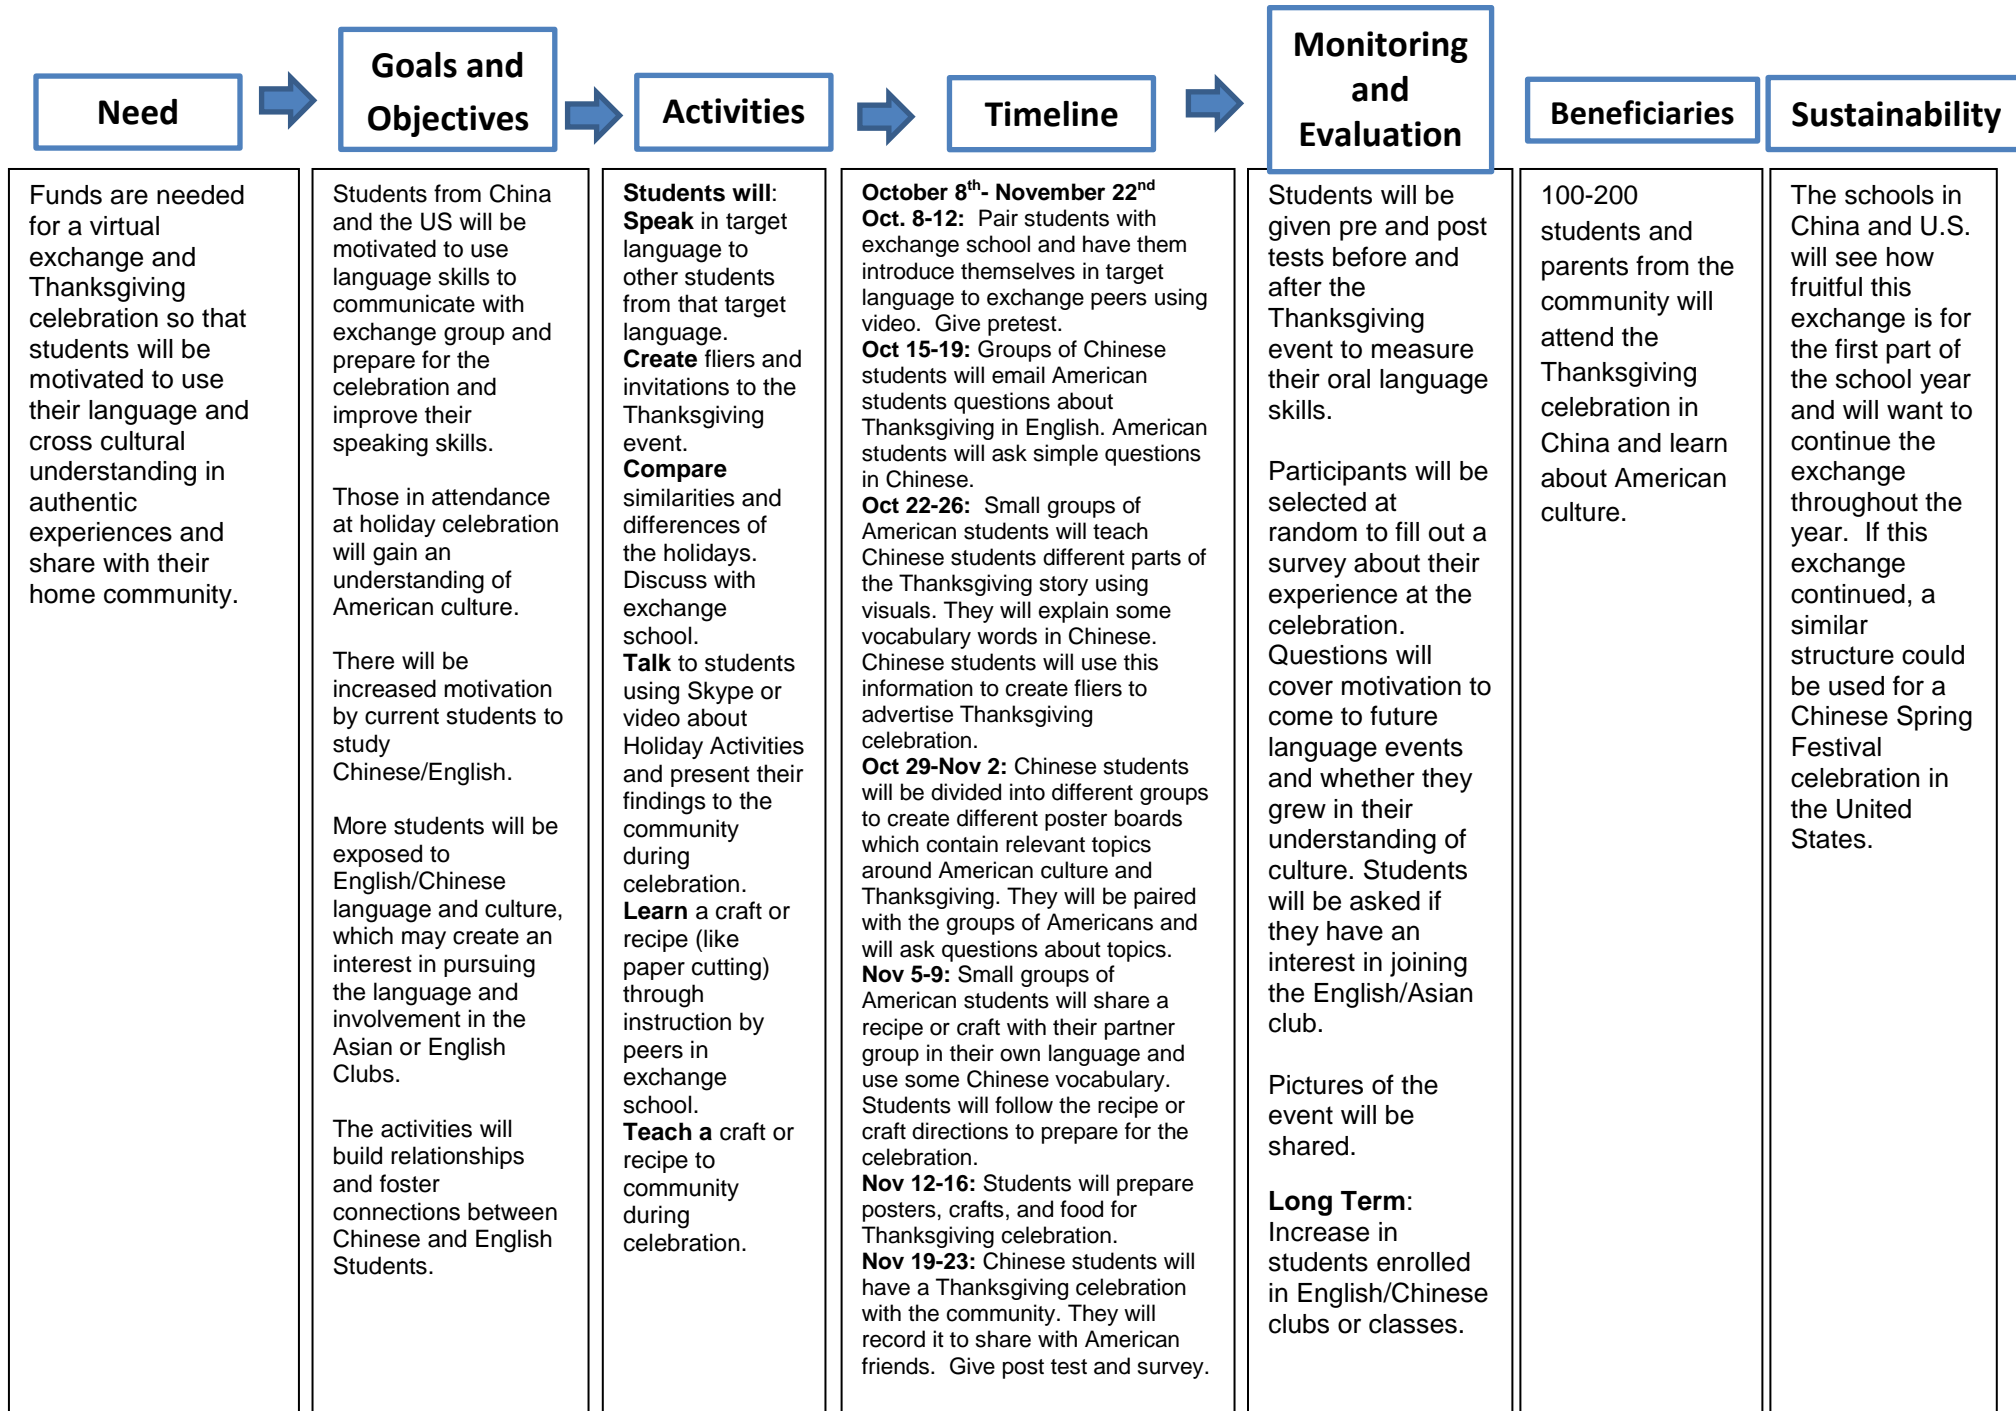 Need
Goals and
Objectives
Activities
Timeline
Monitoring
and
Evaluation
Beneficiaries
Sustainability
Funds are needed
for a virtual
exchange and
Thanksgiving
celebration so that
students will be
motivated to use
their language and
cross cultural
understanding in
authentic
experiences and
share with their
home community.
Students from China
and the US will be
motivated to use
language skills to
communicate with
exchange group and
prepare for the
celebration and
improve their
speaking skills.
Those in attendance
at holiday celebration
will gain an
understanding of
American culture.
There will be
increased motivation
by current students to
study
Chinese/English.
More students will be
exposed to
English/Chinese
language and culture,
which may create an
interest in pursuing
the language and
involvement in the
Asian or English
Clubs.
The activities will
build relationships
and foster
connections between
Chinese and English
Students.
Students will:
Speak in target
language to
other students
from that target
language.
Create fliers and
invitations to the
Thanksgiving
event.
Compare
similarities and
differences of
the holidays.
Discuss with
exchange
school.
Talk to students
using Skype or
video about
Holiday Activities
and present their
findings to the
community
during
celebration.
Learn a craft or
recipe (like
paper cutting)
through
instruction by
peers in
exchange
school.
Teach a craft or
recipe to
community
during
celebration.
October 8th- November 22nd
Oct. 8-12: Pair students with
exchange school and have them
introduce themselves in target
language to exchange peers using
video. Give pretest.
Oct 15-19: Groups of Chinese
students will email American
students questions about
Thanksgiving in English. American
students will ask simple questions
in Chinese.
Oct 22-26: Small groups of
American students will teach
Chinese students different parts of
the Thanksgiving story using
visuals. They will explain some
vocabulary words in Chinese.
Chinese students will use this
information to create fliers to
advertise Thanksgiving
celebration.
Oct 29-Nov 2: Chinese students
will be divided into different groups
to create different poster boards
which contain relevant topics
around American culture and
Thanksgiving. They will be paired
with the groups of Americans and
will ask questions about topics.
Nov 5-9: Small groups of
American students will share a
recipe or craft with their partner
group in their own language and
use some Chinese vocabulary.
Students will follow the recipe or
craft directions to prepare for the
celebration.
Nov 12-16: Students will prepare
posters, crafts, and food for
Thanksgiving celebration.
Nov 19-23: Chinese students will
have a Thanksgiving celebration
with the community. They will
record it to share with American
friends. Give post test and survey.
Students will be
given pre and post
tests before and
after the
Thanksgiving
event to measure
their oral language
skills.
Participants will be
selected at
random to fill out a
survey about their
experience at the
celebration.
Questions will
cover motivation to
come to future
language events
and whether they
grew in their
understanding of
culture. Students
will be asked if
they have an
interest in joining
the English/Asian
club.
Pictures of the
event will be
shared.
Long Term:
Increase in
students enrolled
in English/Chinese
clubs or classes.
100-200
students and
parents from the
community will
attend the
Thanksgiving
celebration in
China and learn
about American
culture.
The schools in
China and U.S.
will see how
fruitful this
exchange is for
the first part of
the school year
and will want to
continue the
exchange
throughout the
year. If this
exchange
continued, a
similar
structure could
be used for a
Chinese Spring
Festival
celebration in
the United
States.